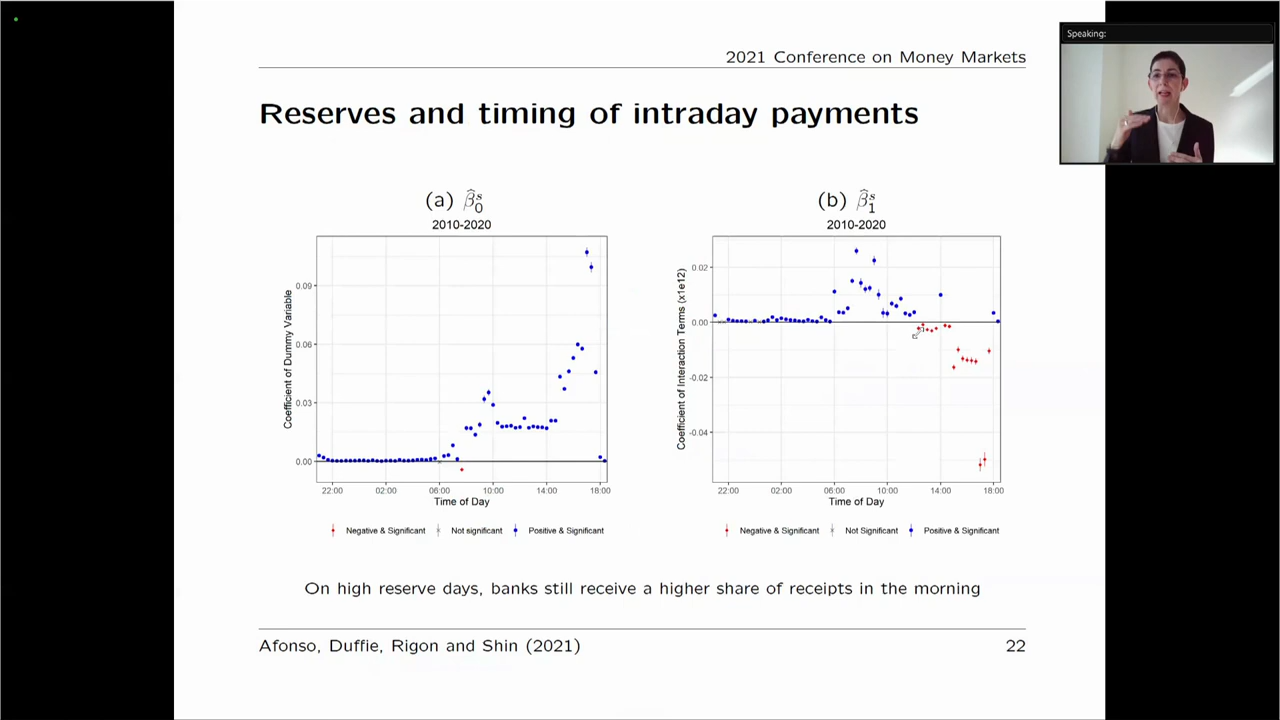 2021 Conference on Money Markets
Speaking:
Reserves and timing of intraday payments
(a) β̂₀ˢ
2010-2020
Coefficient of Dummy Variable
0.09
0.06
0.03
0.00
22:00 02:00 06:00 10:00 14:00 18:00
Time of Day
Negative & Significant Not significant Positive & Significant
(b) β̂₁ˢ
2010-2020
Coefficient of Interaction Terms (x1e12)
0.02
0.00
-0.02
-0.04
22:00 02:00 06:00 10:00 14:00 18:00
Time of Day
Negative & Significant Not Significant Positive & Significant
On high reserve days, banks still receive a higher share of receipts in the morning
Afonso, Duffie, Rigon and Shin (2021)
22